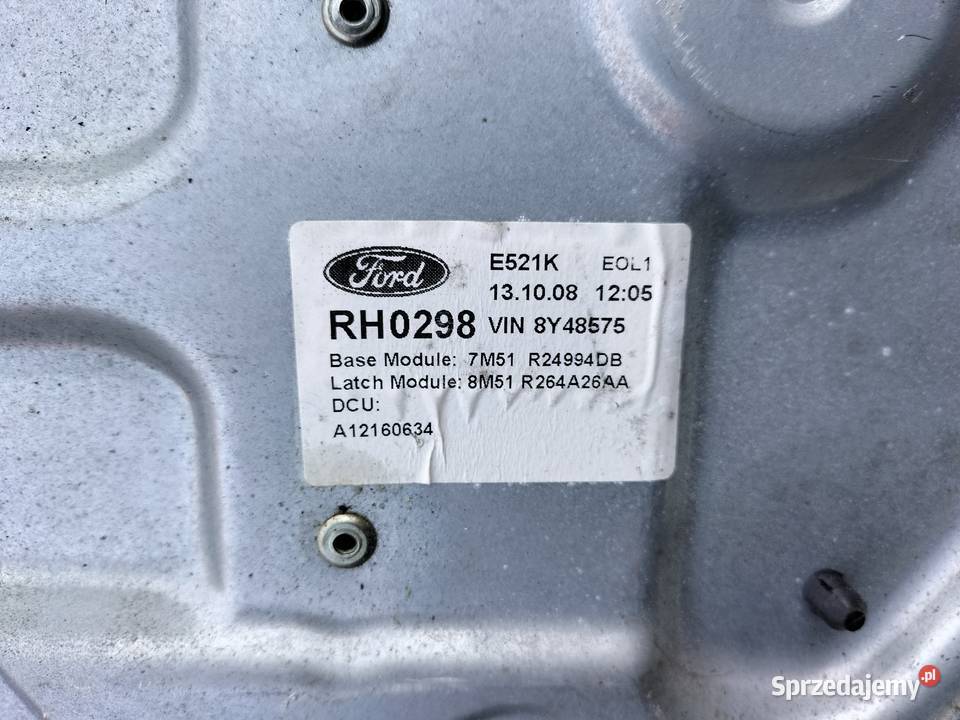 Ford
E521K EOL1
13.10.08 12:05
RH0298 VIN 8Y48575
Base Module: 7M51 R24994DB
Latch Module: 8M51 R264A26AA
DCU:
A12160634
Sprzedajemy.pl